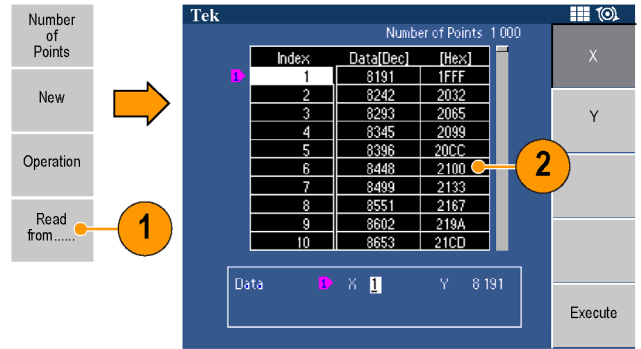 Number
of
Points
New
Operation
Read
from......
1
Tek
Number of Points 1 000
Index Data[Dec] [Hex]
1 1 8191 1FFF
2 8242 2032
3 8293 2065
4 8345 2099
5 8396 20CC
6 8448 2100
7 8499 2133
8 8551 2167
9 8602 219A
10 8653 21CD
2
Data 1 X 1 Y 8 191
X
Y
Execute